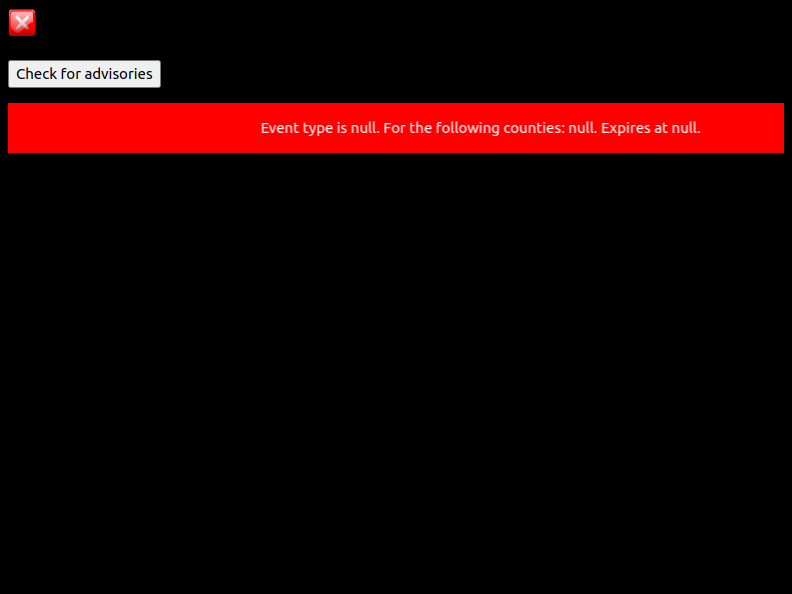 Check for advisories
Event type is null. For the following counties: null. Expires at null.